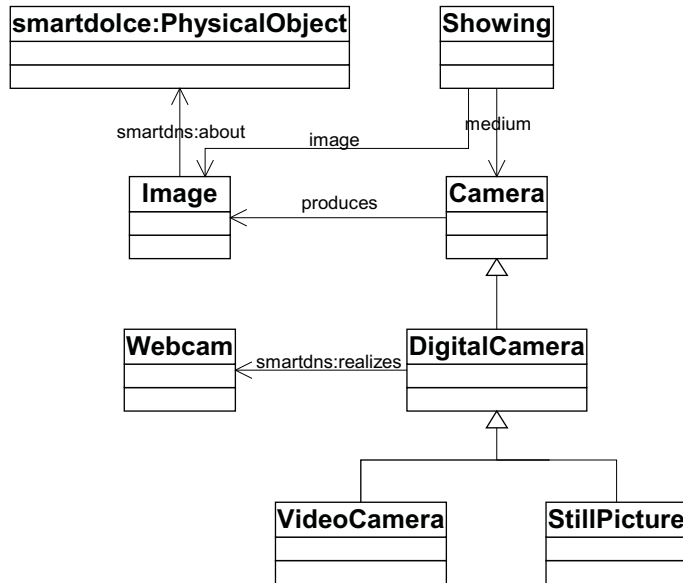 smartdolce:PhysicalObject
Showing
smartdns:about
image
medium
Image
Camera
produces
Webcam
DigitalCamera
smartdns:realizes
VideoCamera
StillPicture